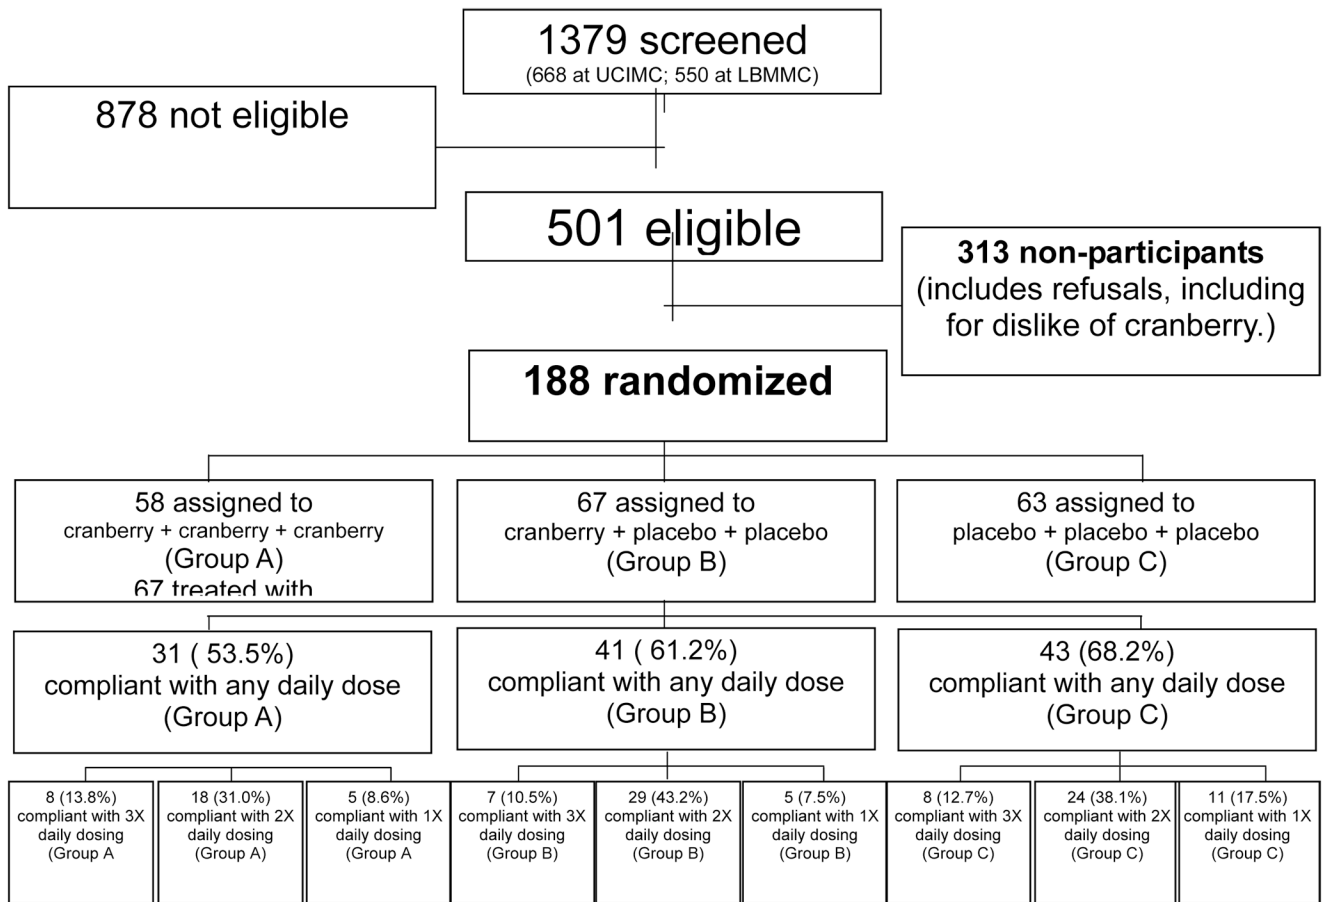 1379 screened
(668 at UCIMC; 550 at LBMMC)
878 not eligible
501 eligible
313 non-participants
(includes refusals, including
for dislike of cranberry.)
188 randomized
58 assigned to
cranberry + cranberry + cranberry
(Group A)
67 treated with
67 assigned to
cranberry + placebo + placebo
(Group B)
63 assigned to
placebo + placebo + placebo
(Group C)
31 ( 53.5%)
compliant with any daily dose
(Group A)
41 ( 61.2%)
compliant with any daily dose
(Group B)
43 (68.2%)
compliant with any daily dose
(Group C)
8 (13.8%)
compliant with 3X
daily dosing
(Group A
18 (31.0%)
compliant with 2X
daily dosing
(Group A)
5 (8.6%)
compliant with 1X
daily dosing
(Group A
7 (10.5%)
compliant with 3X
daily dosing
(Group B)
29 (43.2%)
compliant with 2X
daily dosing
(Group B)
5 (7.5%)
compliant with 1X
daily dosing
(Group B)
8 (12.7%)
compliant with 3X
daily dosing
(Group C)
24 (38.1%)
compliant with 2X
daily dosing
(Group C)
11 (17.5%)
compliant with 1X
daily dosing
(Group C)